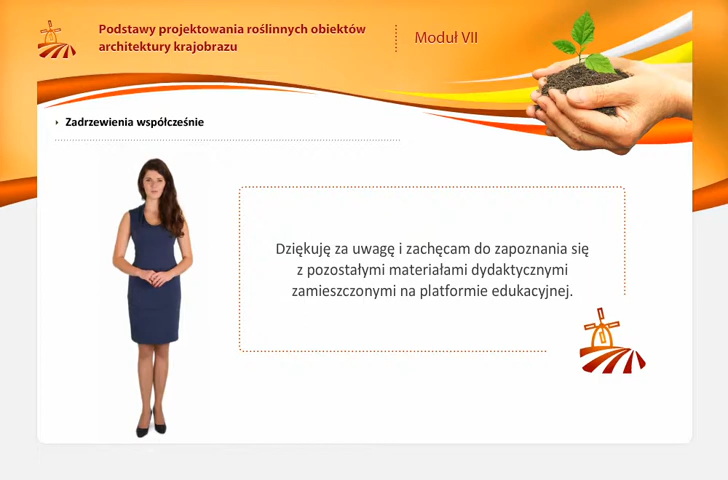 Podstawy projektowania roślinnych obiektów
architektury krajobrazu
Moduł VII
Zadrzewienia współcześnie
Dziękuję za uwagę i zachęcam do zapoznania się
z pozostałymi materiałami dydaktycznymi
zamieszczonymi na platformie edukacyjnej.